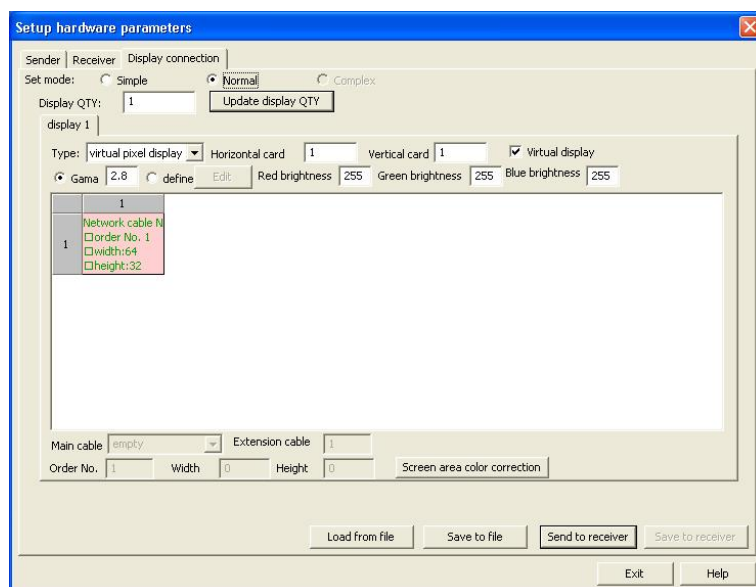 Setup hardware parameters
Sender Receiver Display connection
Set mode: Simple Normal Complex
Display QTY: 1 Update display QTY
display 1
Type: virtual pixel display Horizontal card 1 Vertical card 1 Virtual display
Gama 2.8 define Edit Red brightness 255 Green brightness 255 Blue brightness 255
1
1
Network cable N
□order No. 1
□width:64
□height:32
Main cable empty Extension cable 1
Order No. 1 Width 0 Height 0 Screen area color correction
Load from file Save to file Send to receiver Save to receiver
Exit Help